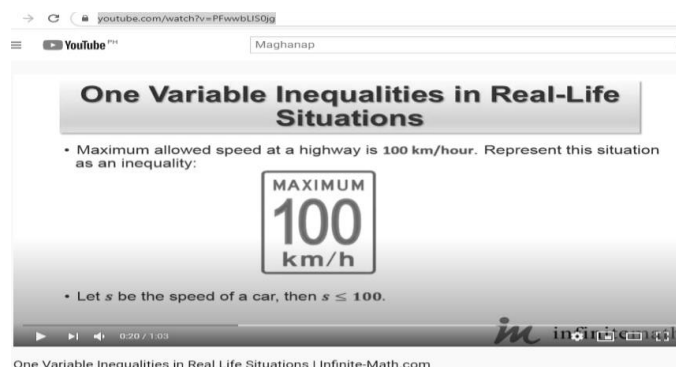 youtube.com/watch?v=PFwwbLIS0jg
YouTube PH
Maghanap
One Variable Inequalities in Real-Life
Situations
• Maximum allowed speed at a highway is 100 km/hour. Represent this situation
as an inequality:
MAXIMUM
100
km/h
• Let s be the speed of a car, then s ≤ 100.
0:20 / 1:03
One Variable Inequalities in Real Life Situations | Infinite-Math.com